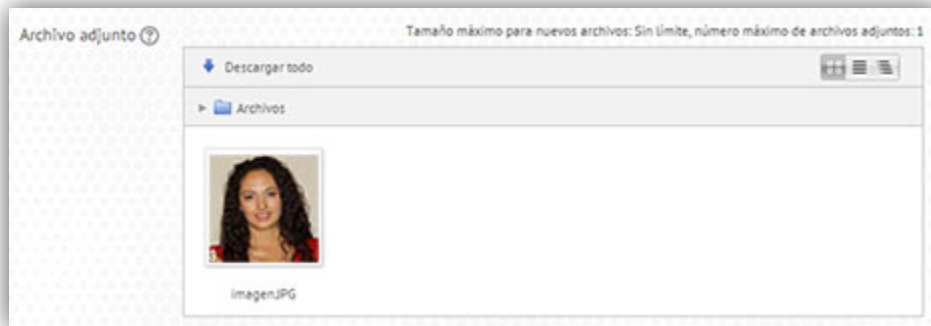 Archivo adjunto
Tamaño máximo para nuevos archivos: Sin límite, número máximo de archivos adjuntos: 1
Descargar todo
Archivos
imagen.JPG